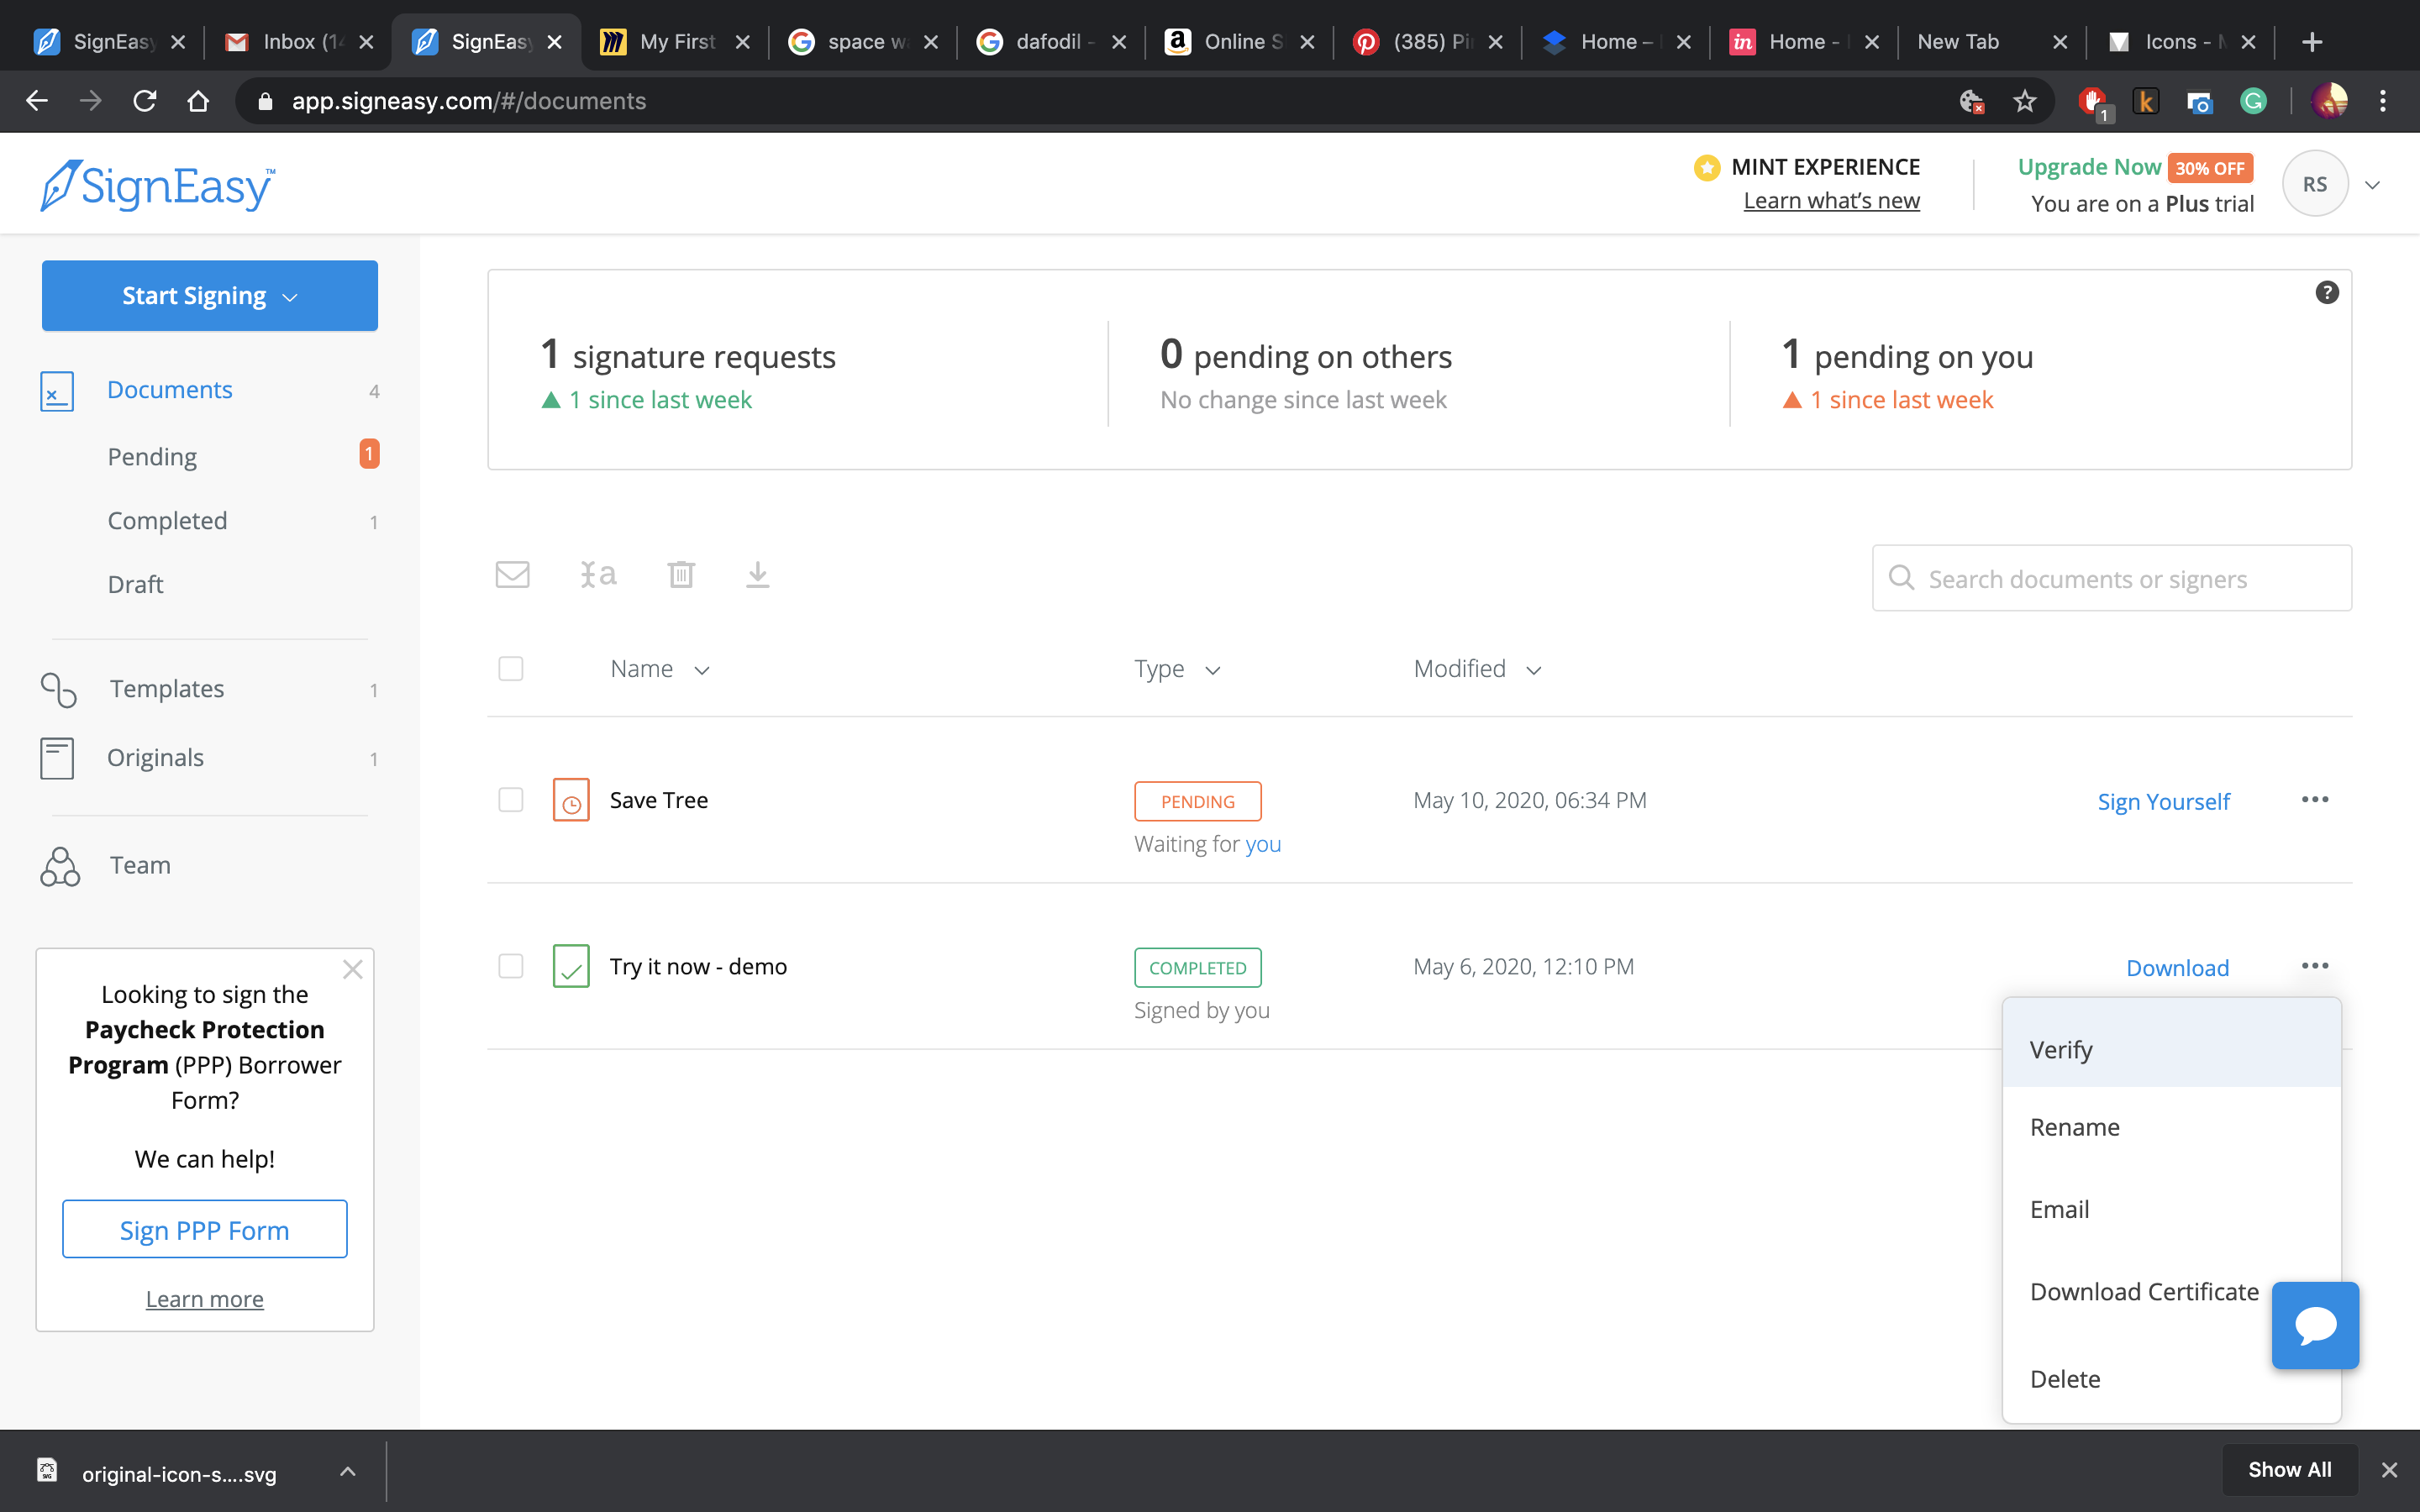 SignEasy
Inbox (14
SignEasy
My First
space w
dafodil -
Online S
(385) Pi
Home –
Home -
New Tab
Icons - M
app.signeasy.com/#/documents
1
SignEasy™
MINT EXPERIENCE
Learn what's new
Upgrade Now 30% OFF
You are on a Plus trial
RS
Start Signing
Documents 4
Pending 1
Completed 1
Draft
Templates 1
Originals 1
Team
Looking to sign the
Paycheck Protection
Program (PPP) Borrower
Form?
We can help!
Sign PPP Form
Learn more
1 signature requests
1 since last week
0 pending on others
No change since last week
1 pending on you
1 since last week
?
Search documents or signers
Name
Type
Modified
Save Tree
PENDING
Waiting for you
May 10, 2020, 06:34 PM
Sign Yourself
Try it now - demo
COMPLETED
Signed by you
May 6, 2020, 12:10 PM
Download
Verify
Rename
Email
Download Certificate
Delete
original-icon-s....svg
Show All